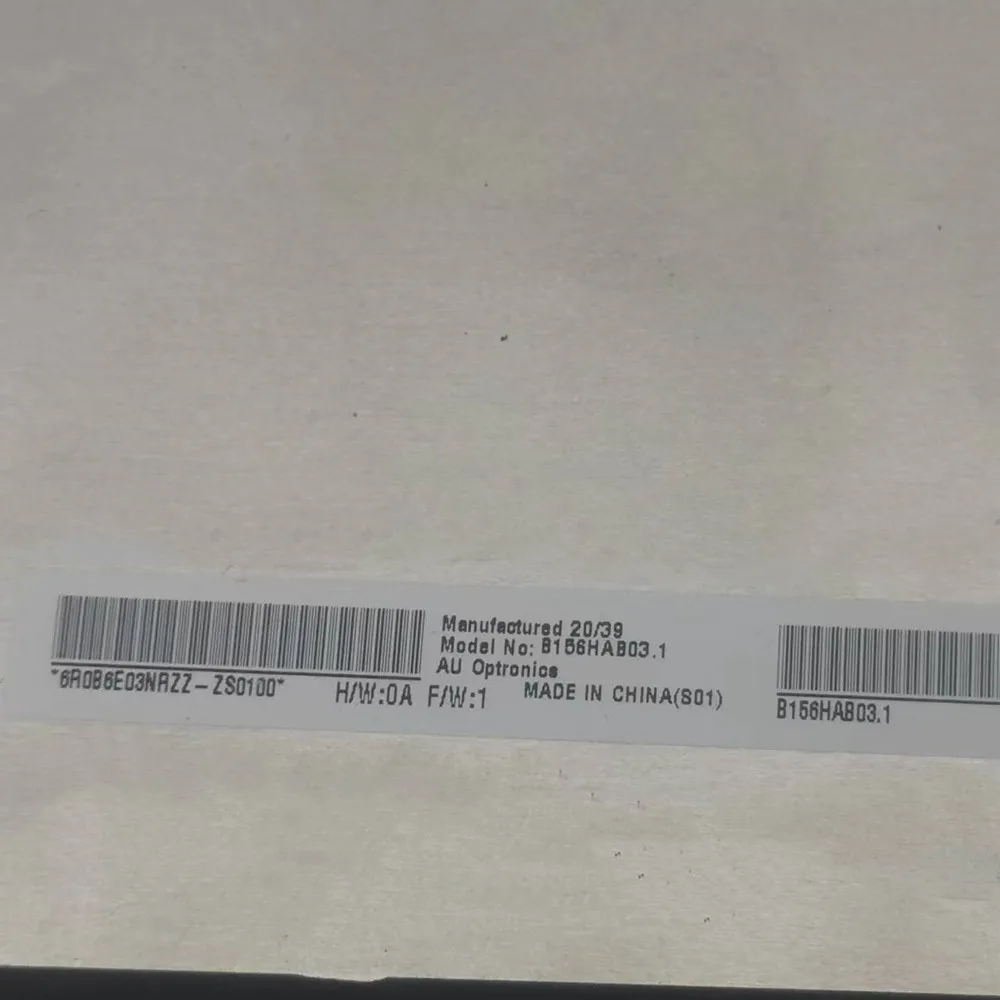 *6R0B6E03NRZZ-ZS0100*
H/W:0A F/W:1
Manufactured 20/39
Model No: B156HAB03.1
AU Optronics
MADE IN CHINA(S01)
B156HAB03.1